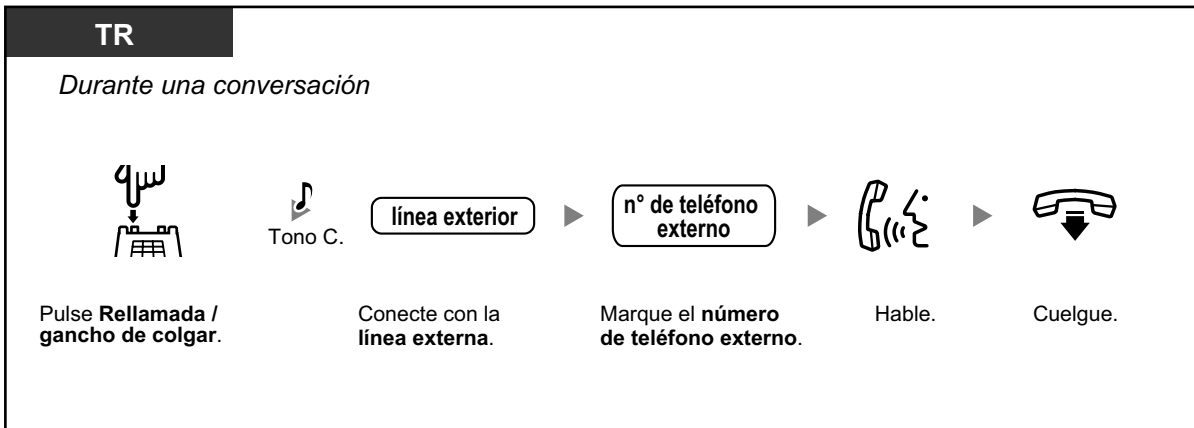 TR
Durante una conversación
Tono C.
línea exterior
n° de teléfono
externo
Pulse Rellamada /
gancho de colgar.
Conecte con la
línea externa.
Marque el número
de teléfono externo.
Hable.
Cuelgue.